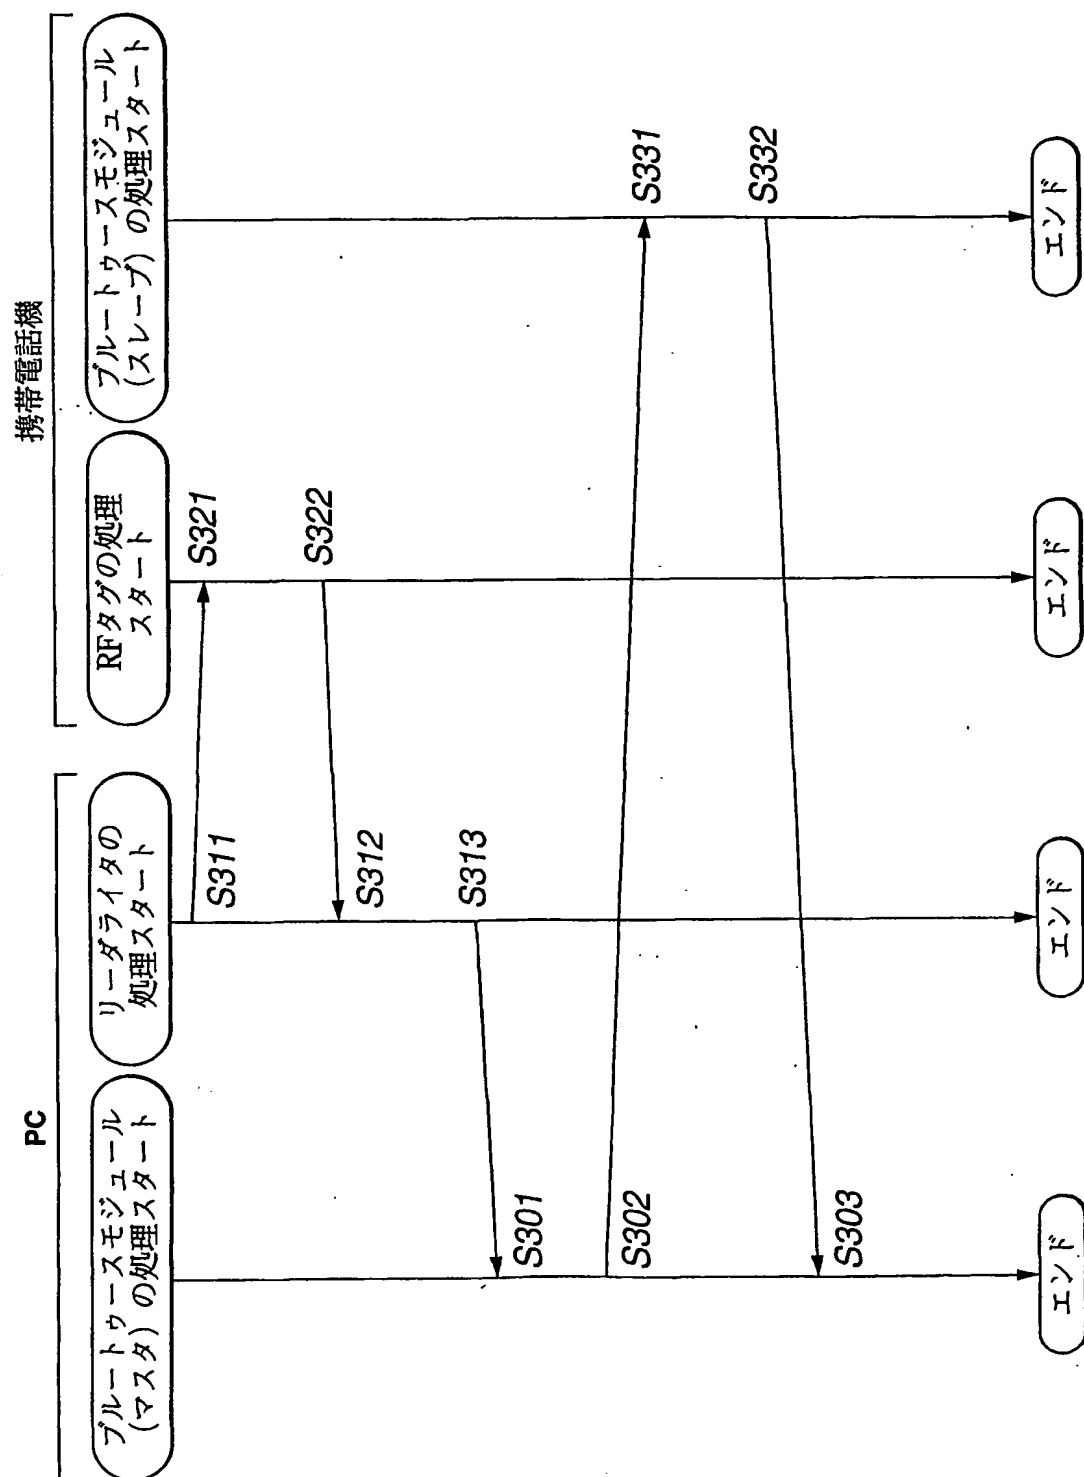 PC
携帯電話機
ブルートゥースモジュール
(マスタ)の処理スタート
リーダライタの
処理スタート
RFタグの処理
スタート
ブルートゥースモジュール
(スレーブ)の処理スタート
S311
S321
S322
S312
S313
S301
S302
S331
S332
S303
エンド
エンド
エンド
エンド